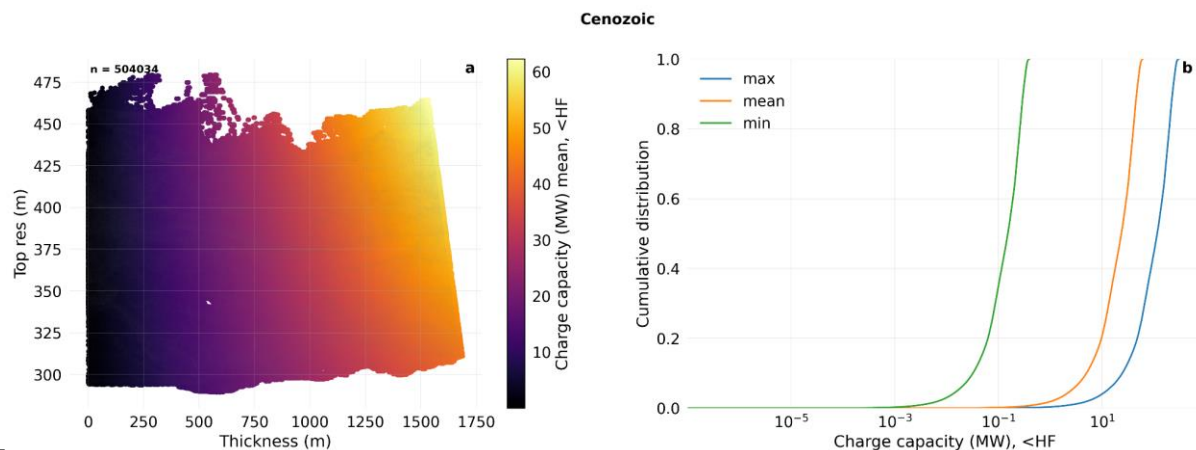 Cenozoic
n = 504034
a
475
450
425
400
375
350
325
300
Top res (m)
0 250 500 750 1000 1250 1500 1750
Thickness (m)
60
50
40
30
20
10
Charge capacity (MW) mean, <HF
b
max
mean
min
1.0
0.8
0.6
0.4
0.2
0.0
Cumulative distribution
10⁻⁵ 10⁻³ 10⁻¹ 10¹
Charge capacity (MW), <HF